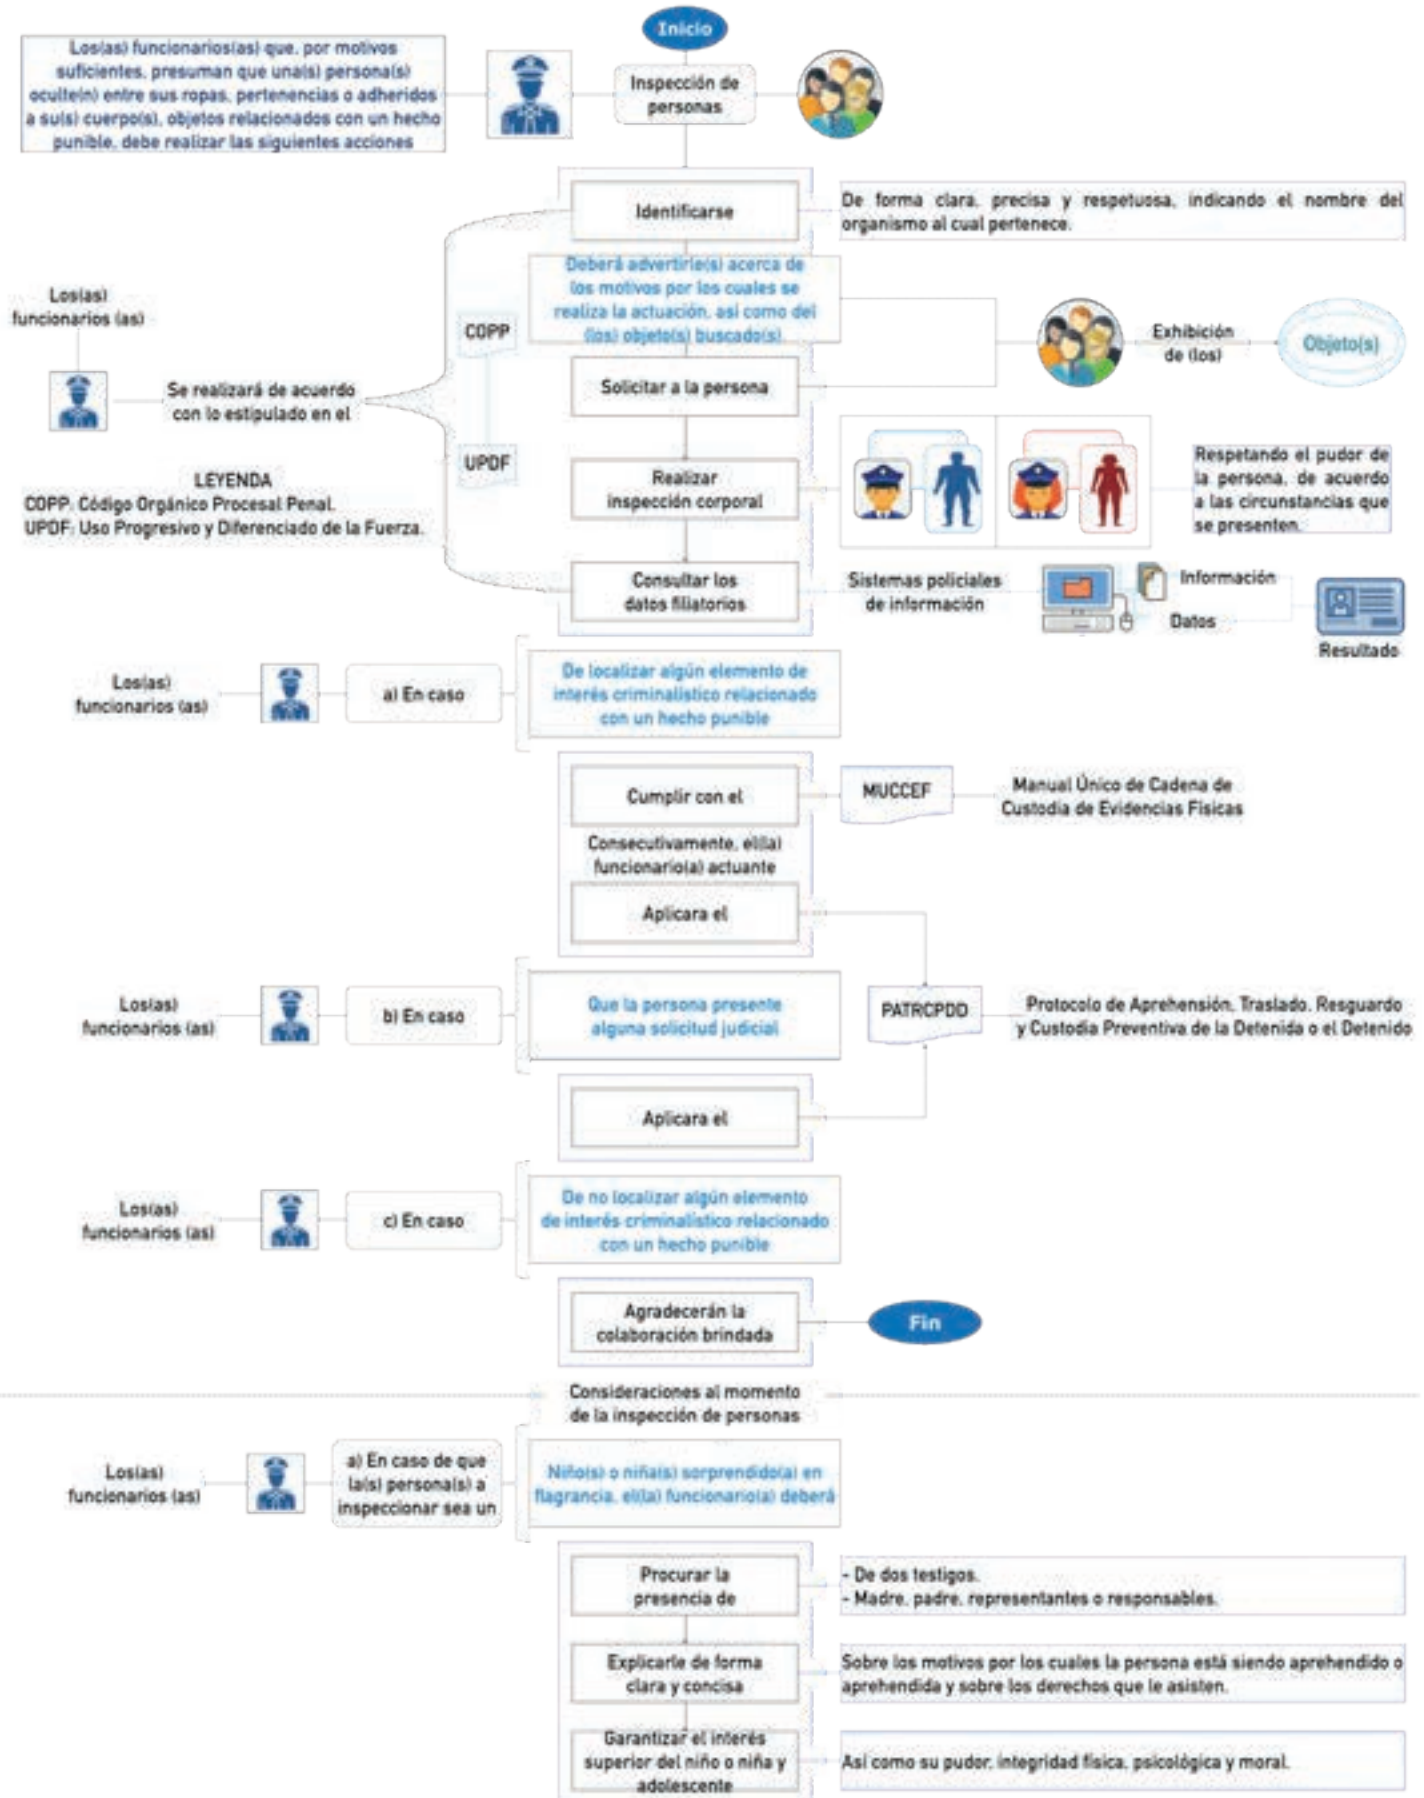 Inicio
Los(as) funcionarios(as) que, por motivos
suficientes, presuman que una(s) persona(s)
oculte(n) entre sus ropas, pertenencias o adheridos
a su(s) cuerpo(s), objetos relacionados con un hecho
punible, debe realizar las siguientes acciones
Inspección de
personas
Identificarse
De forma clara, precisa y respetuosa, indicando el nombre del
organismo al cual pertenece.
Deberá advertirle(s) acerca de
los motivos por los cuales se
realiza la actuación, así como del
(los) objeto(s) buscado(s).
Los(as)
funcionarios (as)
COPP
Exhibición
de (los)
Objeto(s)
Se realizará de acuerdo
con lo estipulado en el
Solicitar a la persona
UPDF
LEYENDA
COPP: Código Orgánico Procesal Penal.
UPDF: Uso Progresivo y Diferenciado de la Fuerza.
Realizar
inspección corporal
Respetando el pudor de
la persona, de acuerdo
a las circunstancias que
se presenten.
Consultar los
datos filiatorios
Sistemas policiales
de información
Información
Datos
Resultado
Los(as)
funcionarios (as)
a) En caso
De localizar algún elemento de
interés criminalístico relacionado
con un hecho punible
Cumplir con el
MUCCEF
Manual Único de Cadena de
Custodia de Evidencias Físicas
Consecutivamente, el(la)
funcionario(a) actuante
Aplicara el
Los(as)
funcionarios (as)
b) En caso
Que la persona presente
alguna solicitud judicial
PATRCPDD
Protocolo de Aprehensión, Traslado, Resguardo
y Custodia Preventiva de la Detenida o el Detenido
Aplicara el
Los(as)
funcionarios (as)
c) En caso
De no localizar algún elemento
de interés criminalístico relacionado
con un hecho punible
Agradecerán la
colaboración brindada
Fin
Consideraciones al momento
de la inspección de personas
Los(as)
funcionarios (as)
a) En caso de que
la(s) persona(s) a
inspeccionar sea un
Niño(s) o niña(s) sorprendido(a) en
flagrancia, el(la) funcionario(a) deberá
Procurar la
presencia de
- De dos testigos.
- Madre, padre, representantes o responsables.
Explicarle de forma
clara y concisa
Sobre los motivos por los cuales la persona está siendo aprehendido o
aprehendida y sobre los derechos que le asisten.
Garantizar el interés
superior del niño o niña y
adolescente
Así como su pudor, integridad física, psicológica y moral.